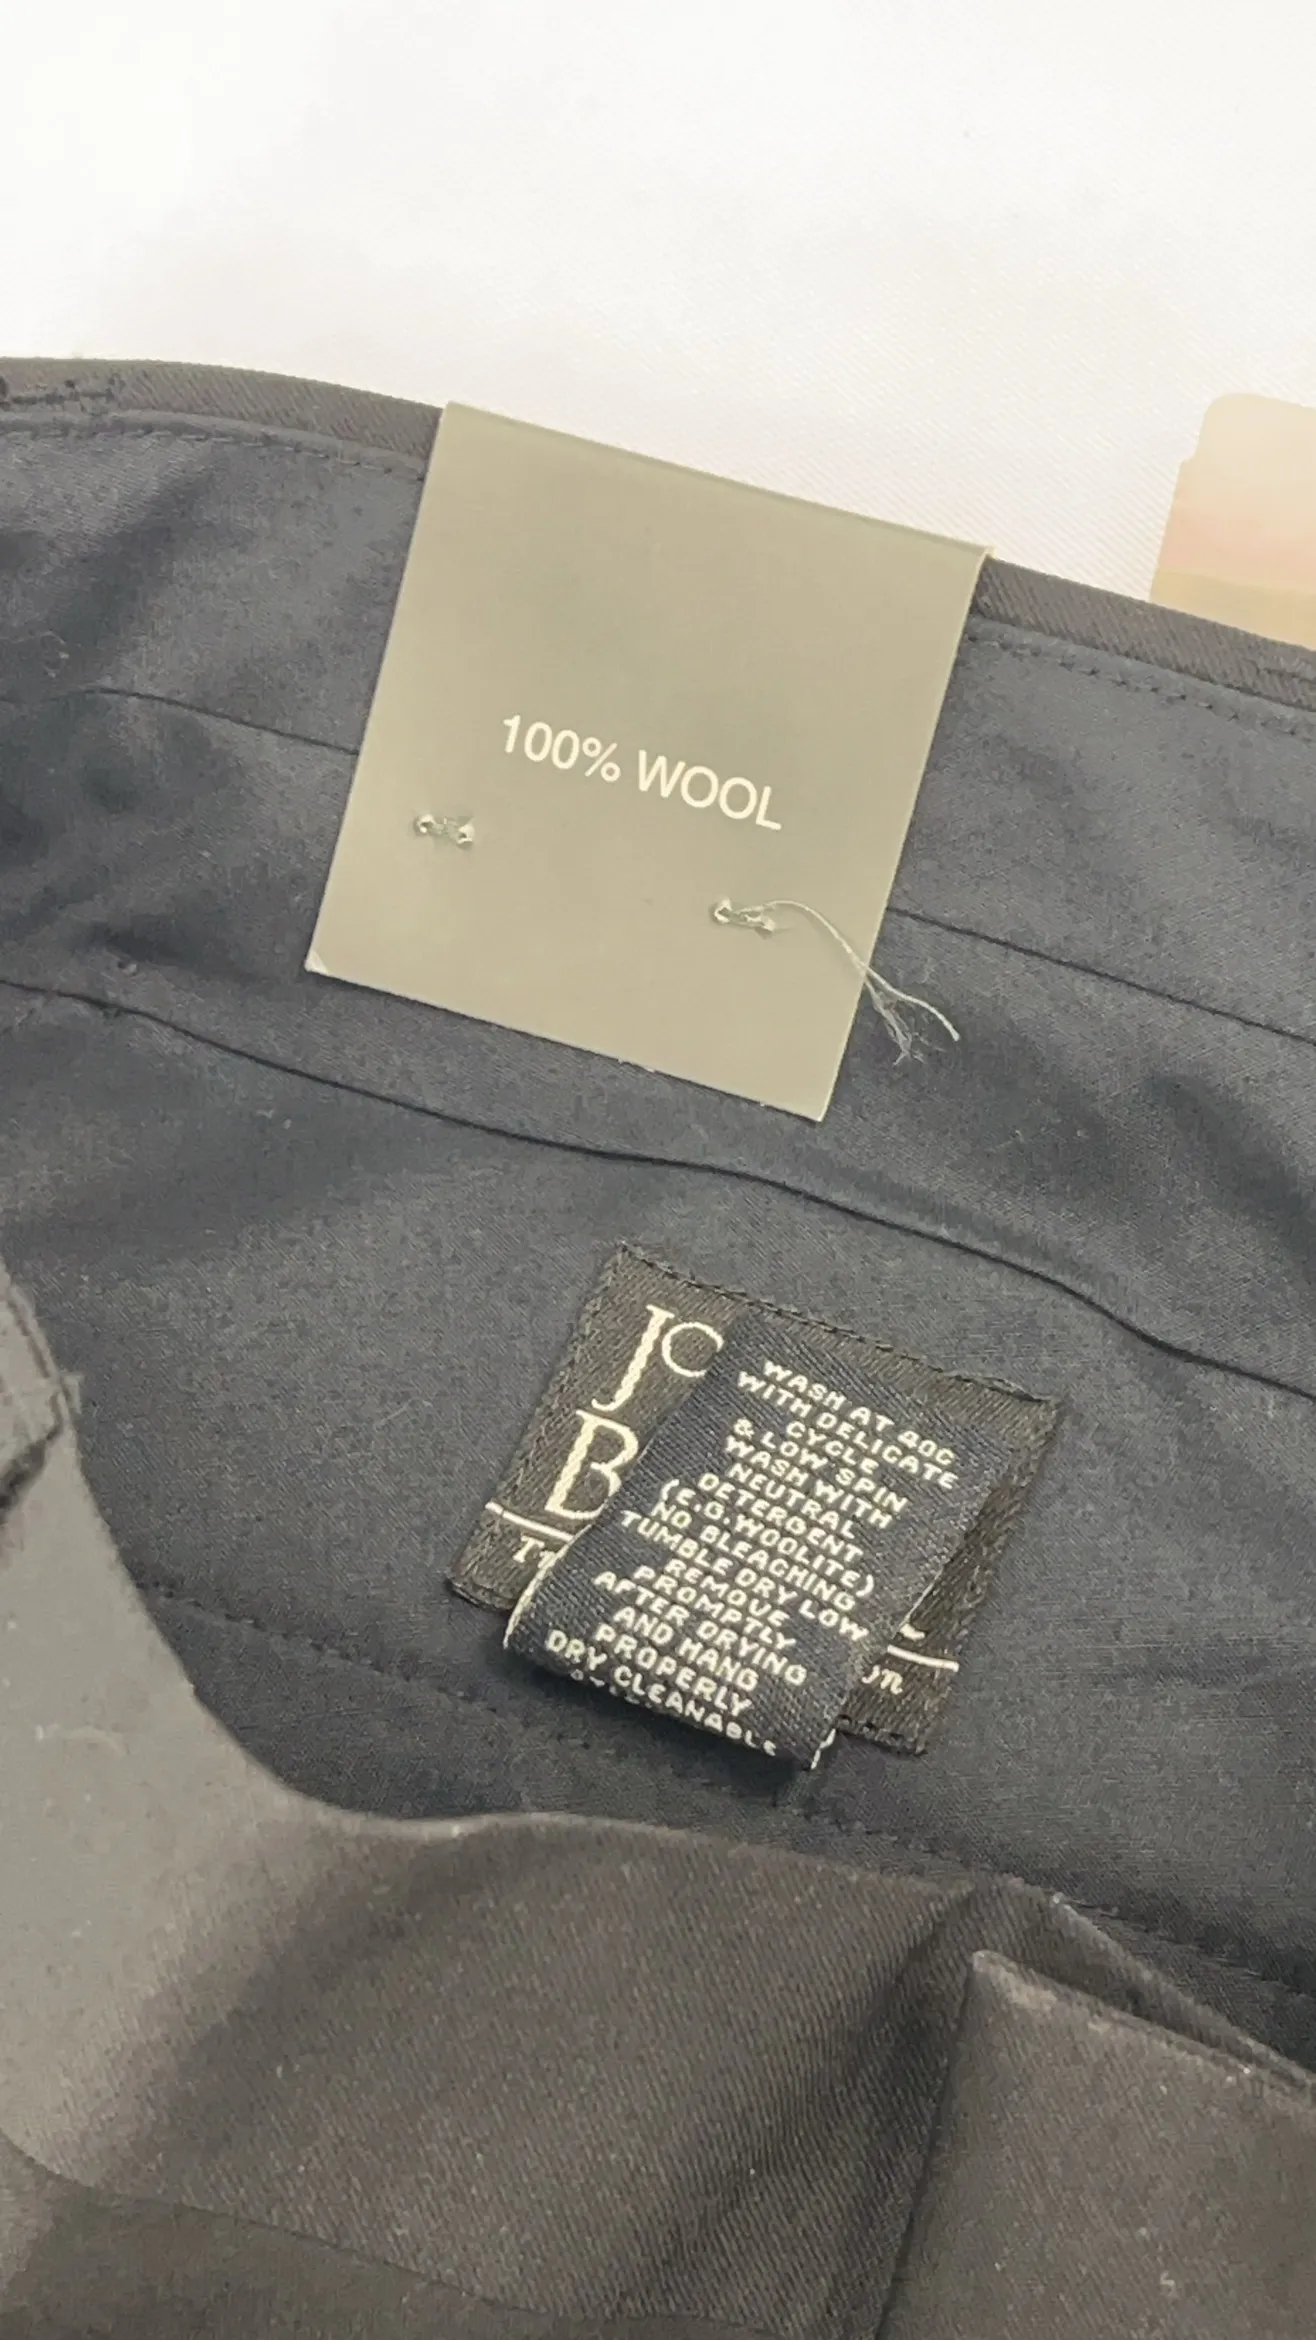 100% WOOL
JC
B
WASH AT 40C
WITH DELICATE
CYCLE
& LOW SPIN
WASH WITH
NEUTRAL
DETERGENT
(E.G.WOOLITE)
NO BLEACHING
TUMBLE DRY LOW
REMOVE
PROMPTLY
AFTER DRYING
AND HANG
PROPERLY
DRY CLEANABLE